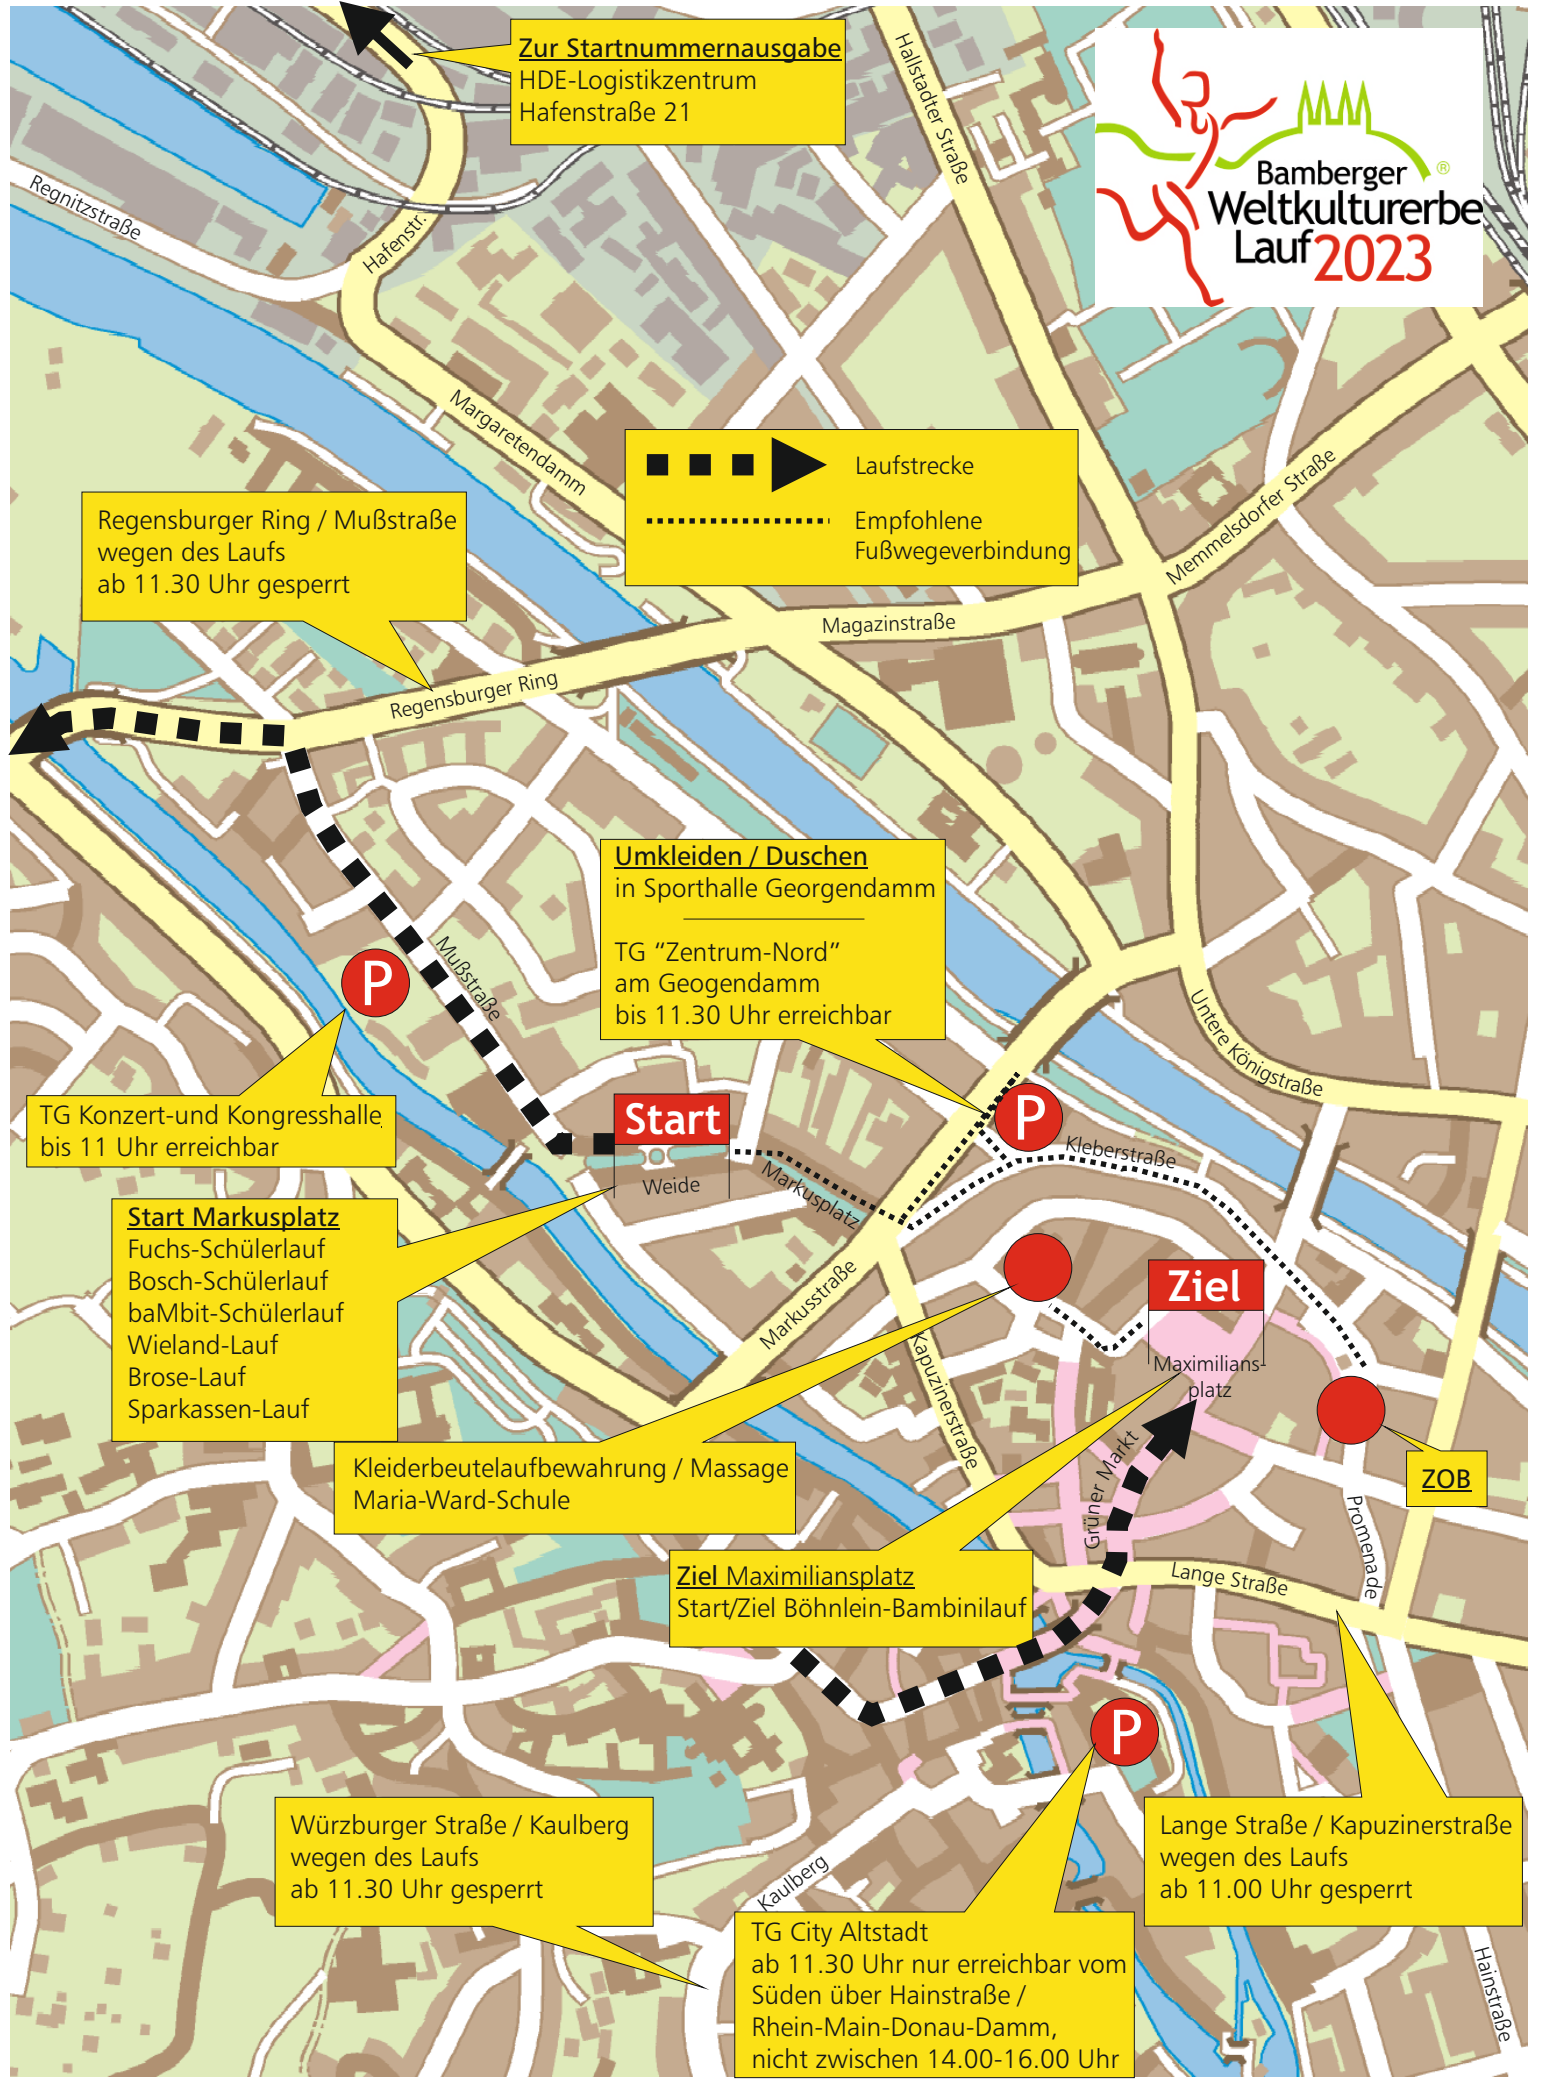 Zur Startnummernausgabe
HDE-Logistikzentrum
Hafenstraße 21
Hallstadter Straße
Bamberger
®
Weltkulturerbe
Lauf 2023
Regnitzstraße
Hafenstr.
Margaretendamm
Laufstrecke
Empfohlene
Fußwegeverbindung
Memmelsdorfer Straße
Regensburger Ring / Mußstraße
wegen des Laufs
ab 11.30 Uhr gesperrt
Magazinstraße
Regensburger Ring
Umkleiden / Duschen
in Sporthalle Georgendamm
TG “Zentrum-Nord”
am Geogendamm
bis 11.30 Uhr erreichbar
Mußstraße
P
Untere Königstraße
TG Konzert-und Kongresshalle
bis 11 Uhr erreichbar
Start
P
Kleberstraße
Weide
Markusplatz
Start Markusplatz
Fuchs-Schülerlauf
Bosch-Schülerlauf
baMbit-Schülerlauf
Wieland-Lauf
Brose-Lauf
Sparkassen-Lauf
Markusstraße
Kapuzinerstraße
Ziel
Maximilians-
platz
Grüner Markt
Kleiderbeutelaufbewahrung / Massage
Maria-Ward-Schule
ZOB
Promenade
Ziel Maximiliansplatz
Start/Ziel Böhnlein-Bambinilauf
Lange Straße
P
Würzburger Straße / Kaulberg
wegen des Laufs
ab 11.30 Uhr gesperrt
Kaulberg
Lange Straße / Kapuzinerstraße
wegen des Laufs
ab 11.00 Uhr gesperrt
TG City Altstadt
ab 11.30 Uhr nur erreichbar vom
Süden über Hainstraße /
Rhein-Main-Donau-Damm,
nicht zwischen 14.00-16.00 Uhr
Hainstraße